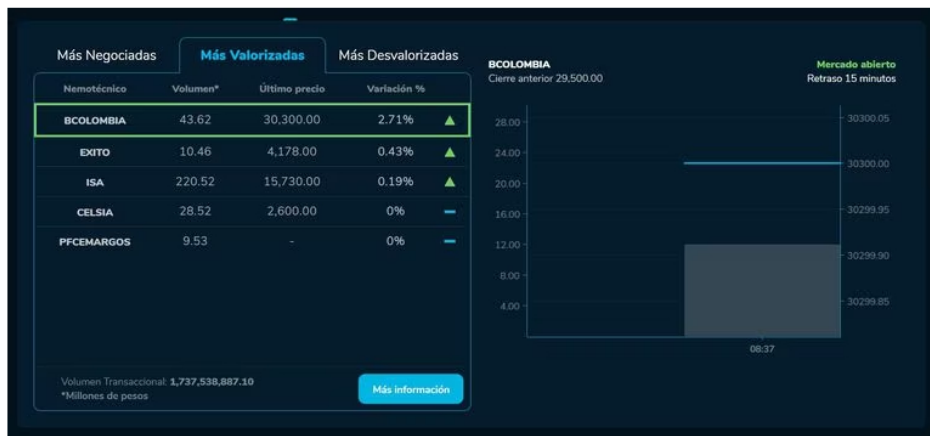 Más Negociadas Más Valorizadas Más Desvalorizadas
Nemotécnico Volumen* Último precio Variación %
BCOLOMBIA 43.62 30,300.00 2.71%
EXITO 10.46 4,178.00 0.43%
ISA 220.52 15,730.00 0.19%
CELSIA 28.52 2,600.00 0%
PFCEMARGOS 9.53 - 0%
Volumen Transaccional: 1,737,538,887.10
*Millones de pesos
Más información
BCOLOMBIA Mercado abierto
Cierre anterior 29,500.00 Retraso 15 minutos
28.00 30300.05
24.00 30300.00
20.00
16.00 30299.95
12.00 30299.90
8.00
4.00 30299.85
08:37